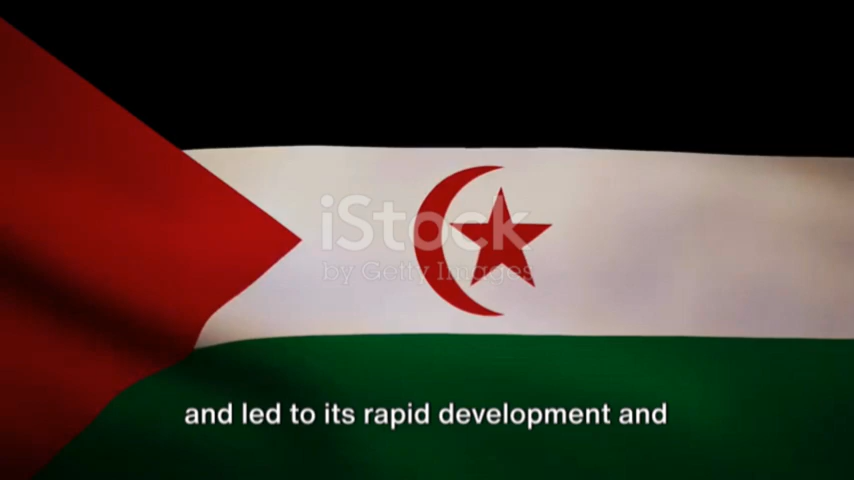 iStock
by Getty Images
and led to its rapid development and